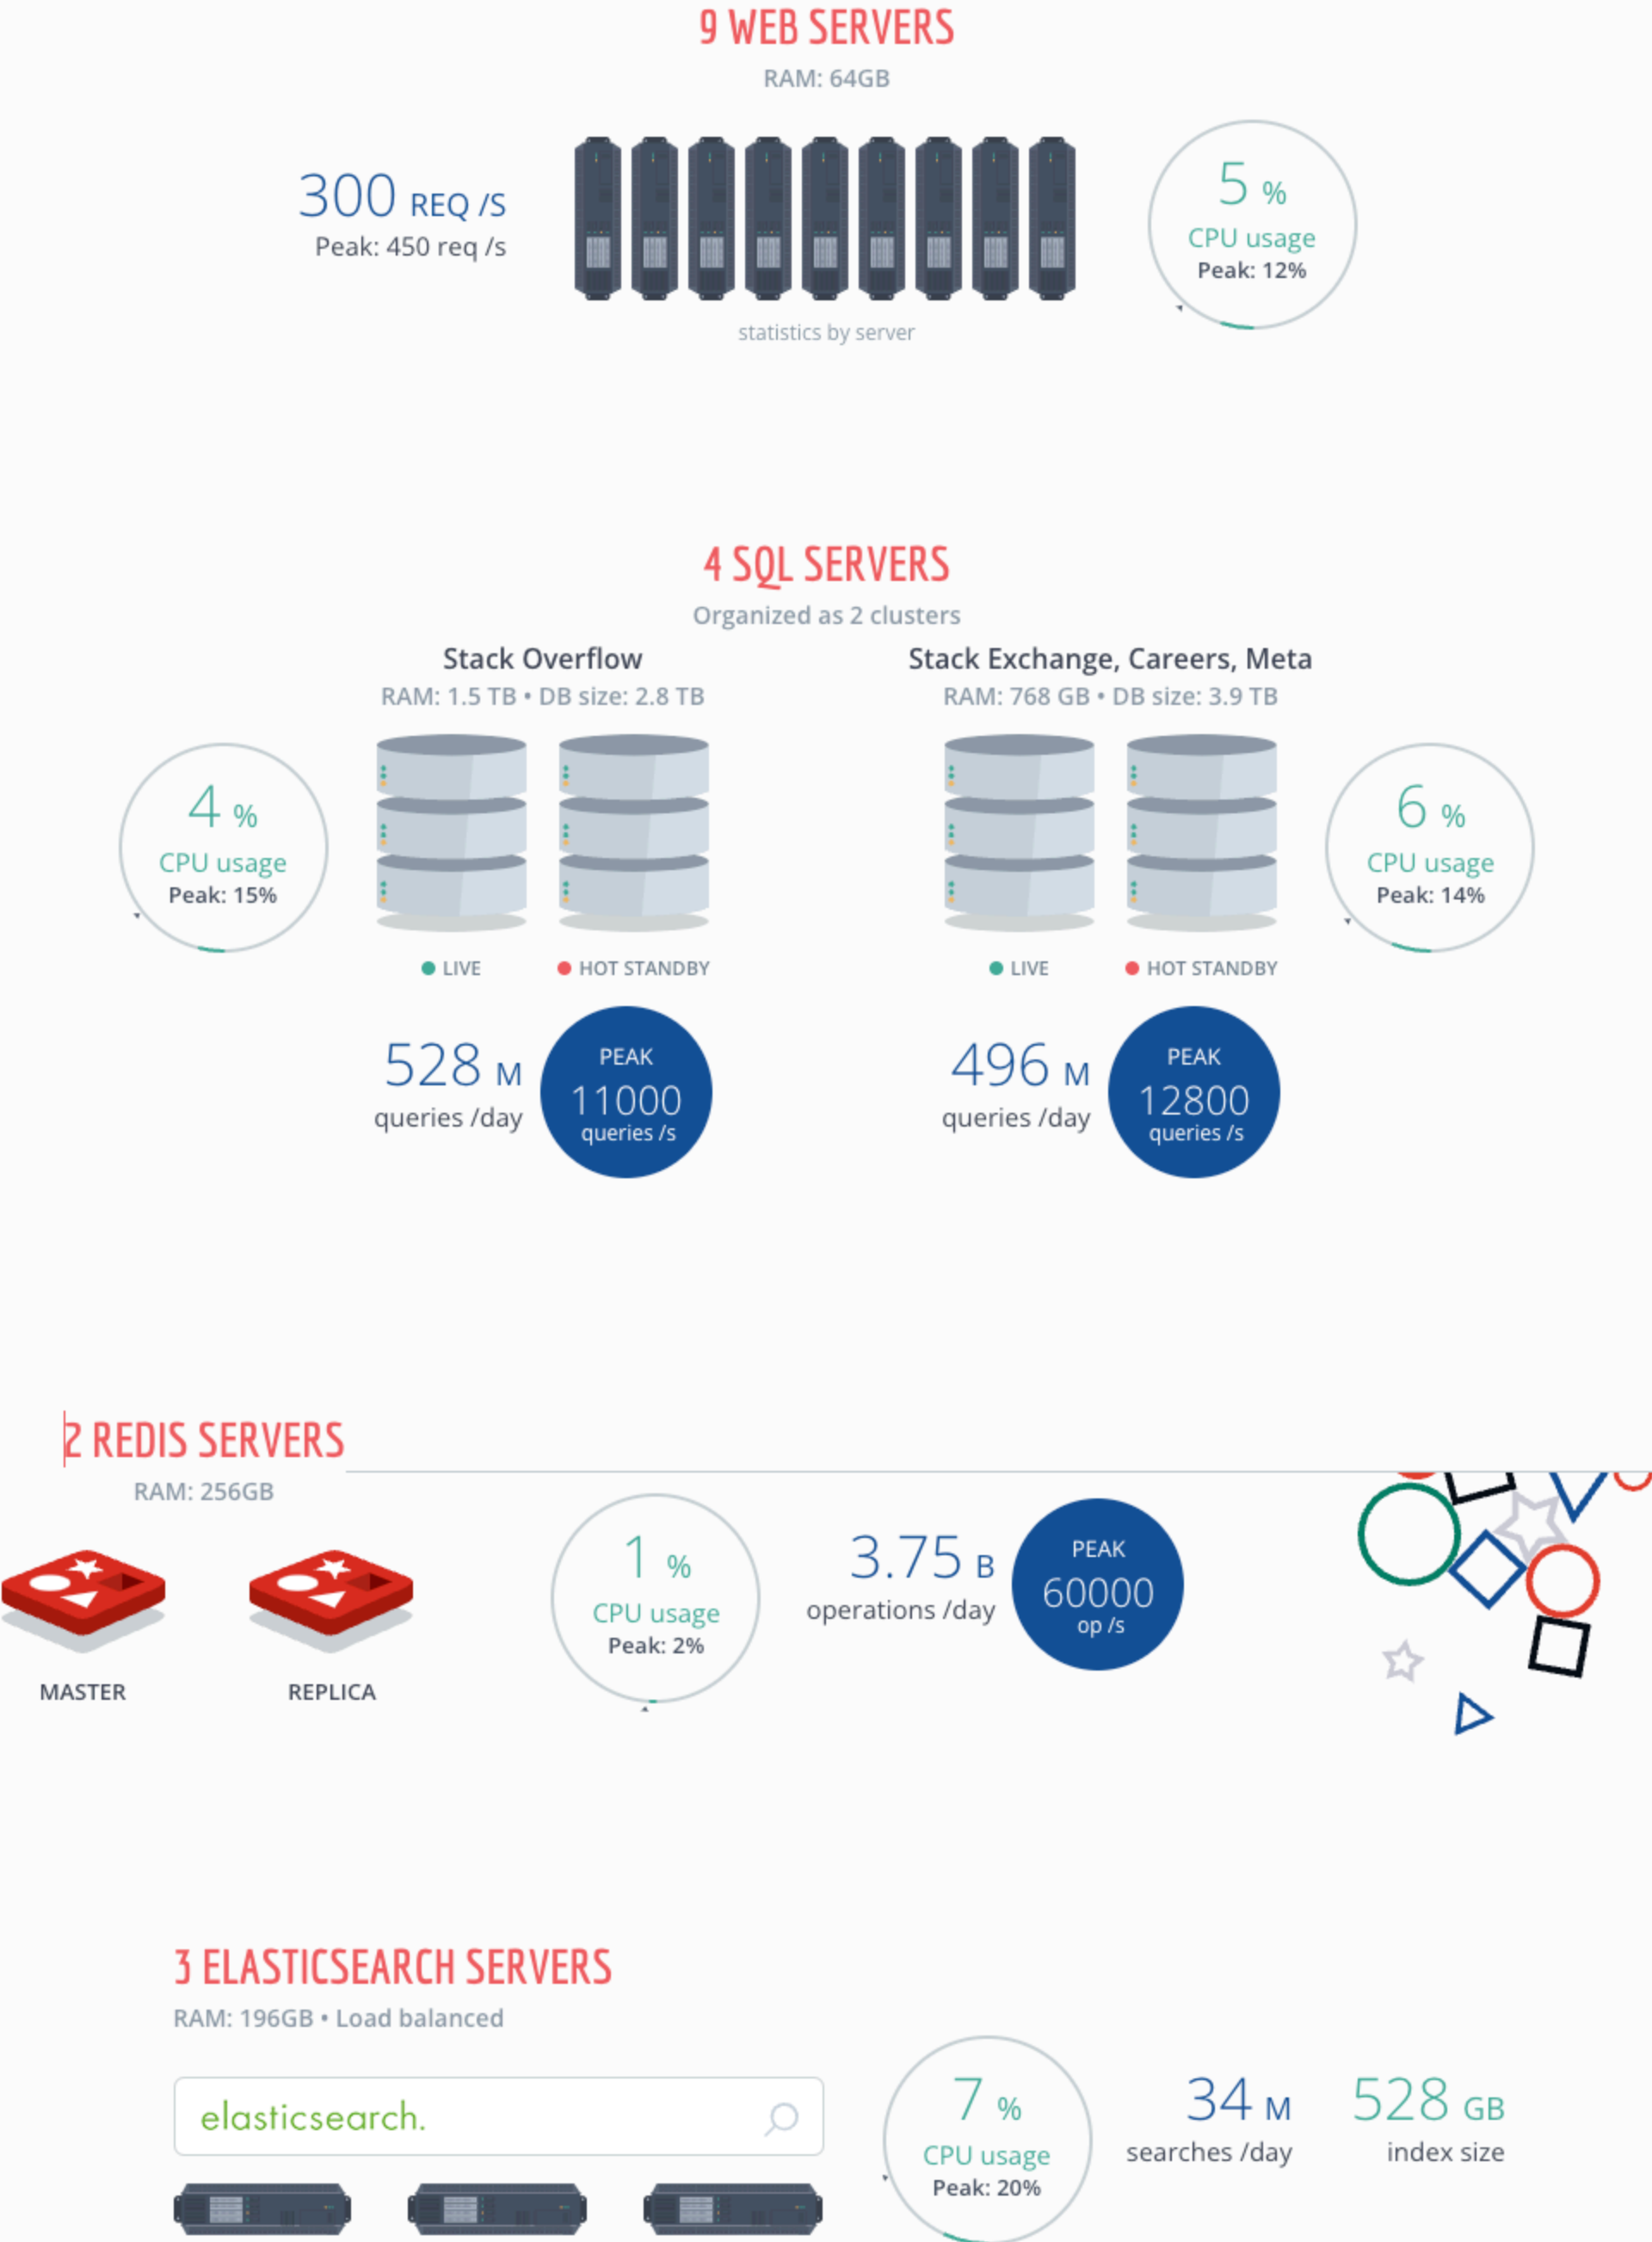 9 WEB SERVERS
RAM: 64GB
300 REQ /S
Peak: 450 req /s
5 %
CPU usage
Peak: 12%
statistics by server
4 SQL SERVERS
Organized as 2 clusters
Stack Overflow
RAM: 1.5 TB • DB size: 2.8 TB
4 %
CPU usage
Peak: 15%
LIVE
HOT STANDBY
528 M
queries /day
PEAK
11000
queries /s
Stack Exchange, Careers, Meta
RAM: 768 GB • DB size: 3.9 TB
6 %
CPU usage
Peak: 14%
LIVE
HOT STANDBY
496 M
queries /day
PEAK
12800
queries /s
2 REDIS SERVERS
RAM: 256GB
MASTER
REPLICA
1 %
CPU usage
Peak: 2%
3.75 B
operations /day
PEAK
60000
op /s
3 ELASTICSEARCH SERVERS
RAM: 196GB • Load balanced
elasticsearch.
7 %
CPU usage
Peak: 20%
34 M
searches /day
528 GB
index size